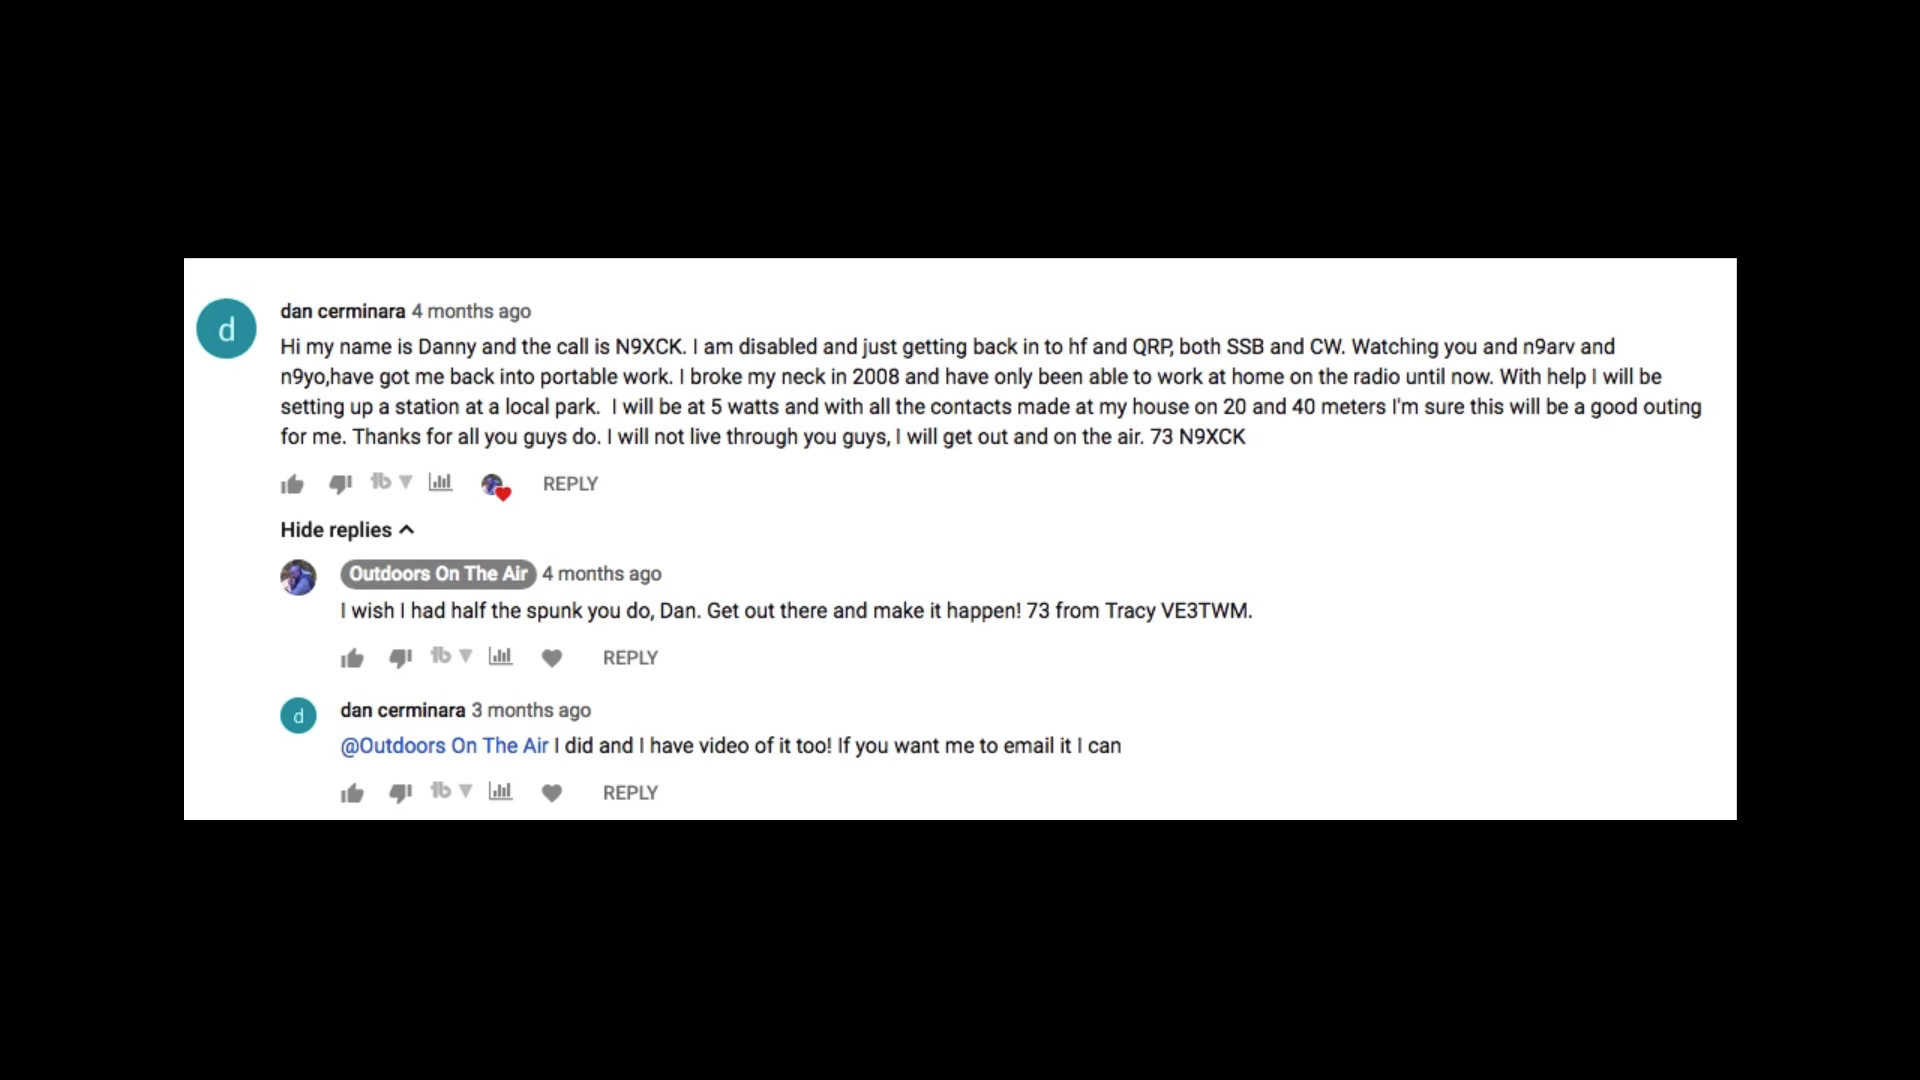 d
dan cerminara 4 months ago
Hi my name is Danny and the call is N9XCK. I am disabled and just getting back in to hf and QRP, both SSB and CW. Watching you and n9arv and
n9yo,have got me back into portable work. I broke my neck in 2008 and have only been able to work at home on the radio until now. With help I will be
setting up a station at a local park.  I will be at 5 watts and with all the contacts made at my house on 20 and 40 meters I'm sure this will be a good outing
for me. Thanks for all you guys do. I will not live through you guys, I will get out and on the air. 73 N9XCK
tb REPLY
Hide replies
Outdoors On The Air 4 months ago
I wish I had half the spunk you do, Dan. Get out there and make it happen! 73 from Tracy VE3TWM.
tb REPLY
d
dan cerminara 3 months ago
@Outdoors On The Air I did and I have video of it too! If you want me to email it I can
tb REPLY